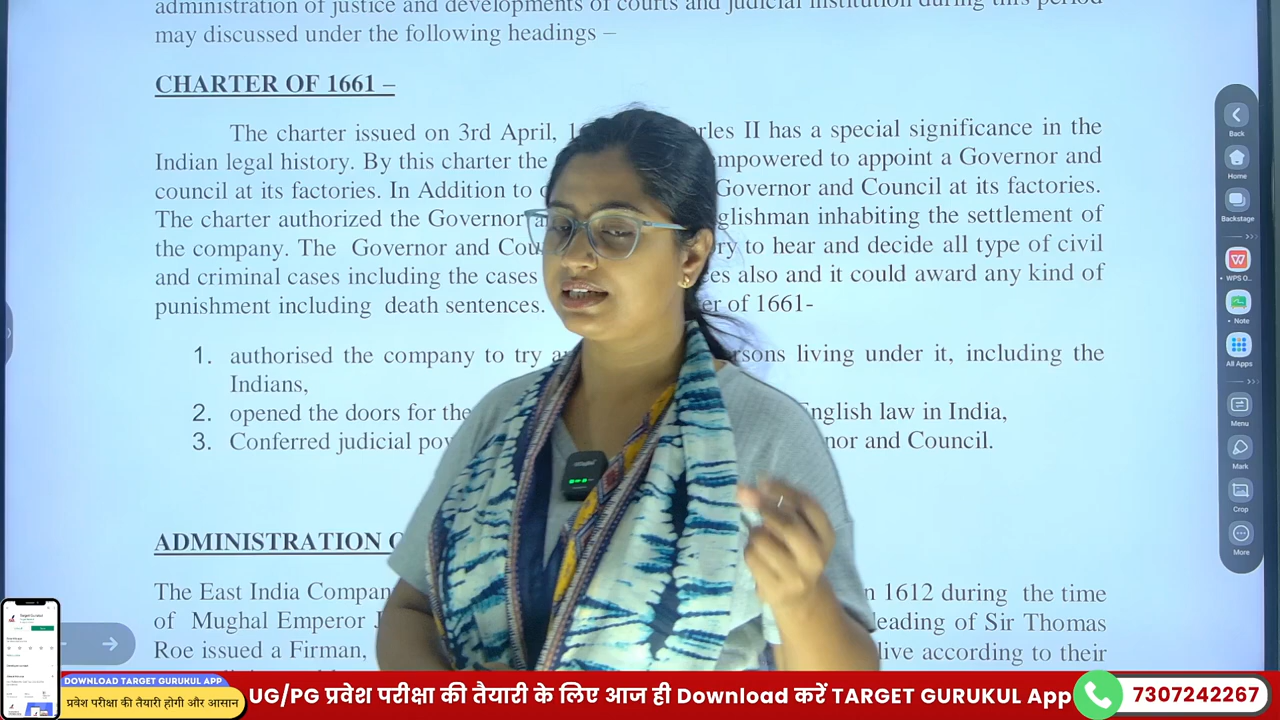 administration of justice and developments of courts and judicial institution during this period
may discussed under the following headings –
CHARTER OF 1661 –
The charter issued on 3rd April, rles II has a special significance in the
Indian legal history. By this charter the mpowered to appoint a Governor and
council at its factories. In Addition to Governor and Council at its factories.
The charter authorized the Governor glishman inhabiting the settlement of
the company. The Governor and Cou ry to hear and decide all type of civil
and criminal cases including the cases es also and it could award any kind of
punishment including death sentences. er of 1661-
1. authorised the company to try rsons living under it, including the
Indians,
2. opened the doors for the English law in India,
3. Conferred judicial pow nor and Council.
ADMINISTRATION
The East India Compan n 1612 during the time
of Mughal Emperor J leading of Sir Thomas
Roe issued a Firman, ive according to their
Back
Home
Backstage
WPS O...
Note
All Apps
Menu
Mark
Crop
More
DOWNLOAD TARGET GURUKUL APP
प्रवेश परीक्षा की तैयारी होगी और आसान
UG/PG प्रवेश परीक्षा की तैयारी के लिए आज ही Download करें TARGET GURUKUL App
7307242267